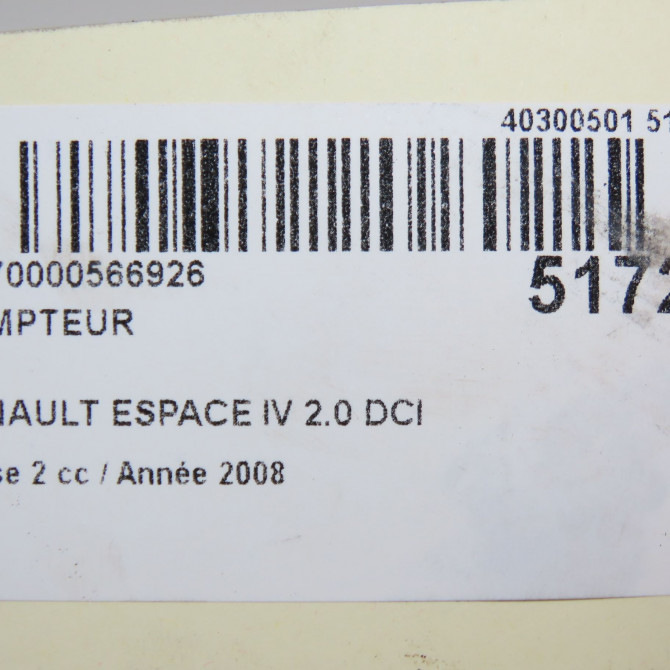 40300501 51
70000566926
5172
MPTEUR
NAULT ESPACE IV 2.0 DCI
se 2 cc / Année 2008